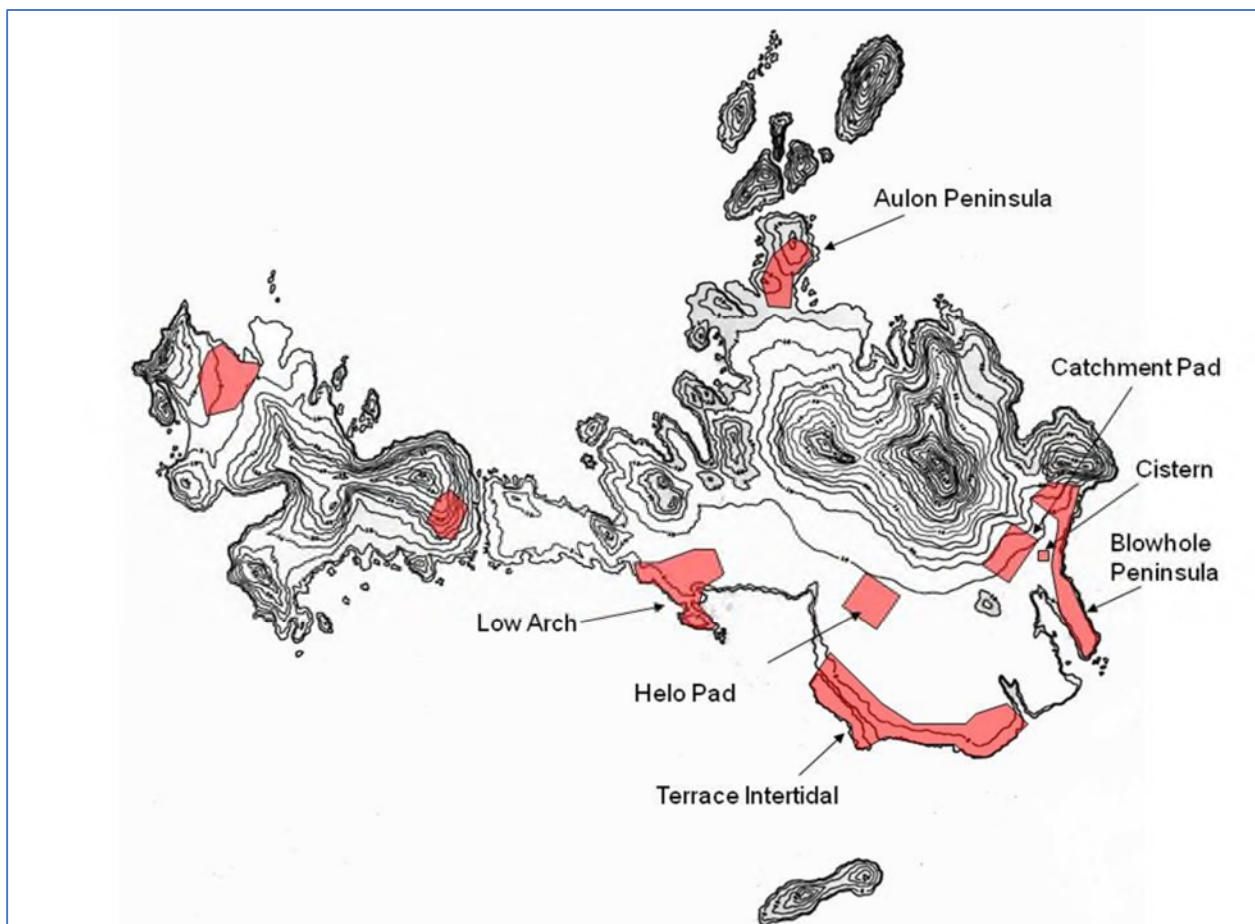 Aulon Peninsula
Catchment Pad
Cistern
Blowhole
Peninsula
Low Arch
Helo Pad
Terrace Intertidal